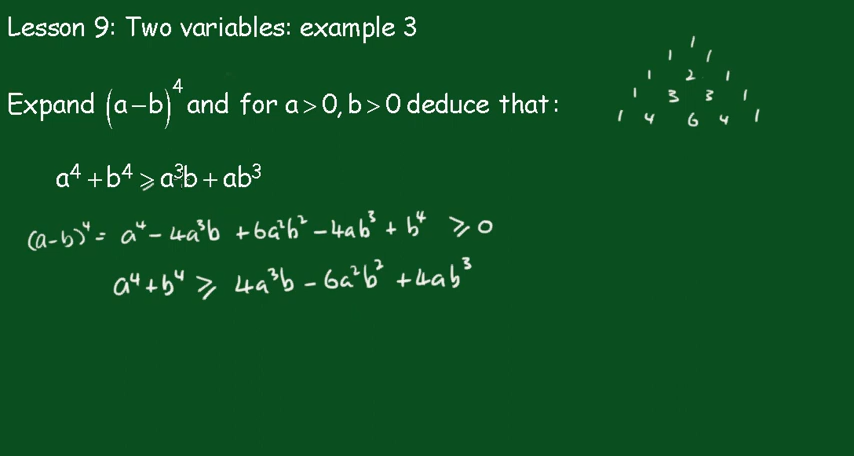 Lesson 9: Two variables: example 3
Expand (a-b)⁴ and for a>0, b>0 deduce that:
a⁴+b⁴ ⩾ a³b + ab³
(a-b)⁴ = a⁴ - 4a³b + 6a²b² - 4ab³ + b⁴ ⩾ 0
a⁴ + b⁴ ⩾ 4a³b - 6a²b² + 4ab³
1
1 1
1 2 1
1 3 3 1
1 4 6 4 1